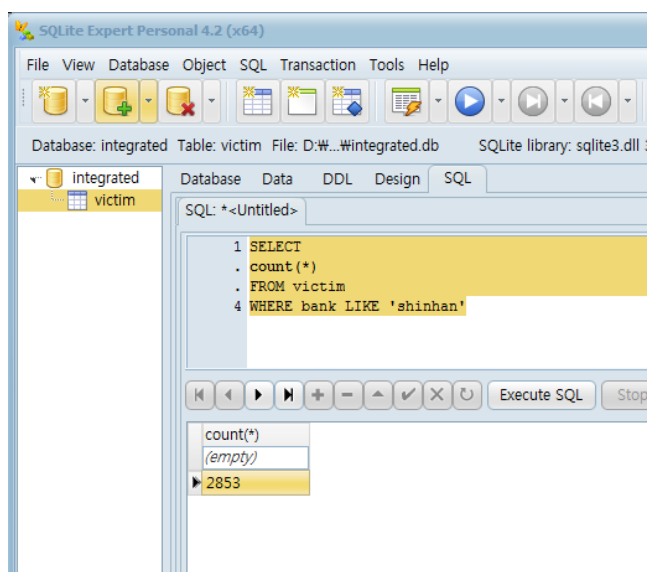 SQLite Expert Personal 4.2 (x64)
File View Database Object SQL Transaction Tools Help
Database: integrated Table: victim File: D:₩...₩integrated.db SQLite library: sqlite3.dll
integrated
victim
Database Data DDL Design SQL
SQL: *<Untitled>
1 SELECT
. count(*)
. FROM victim
4 WHERE bank LIKE 'shinhan'
Execute SQL Stop
count(*)
(empty)
2853